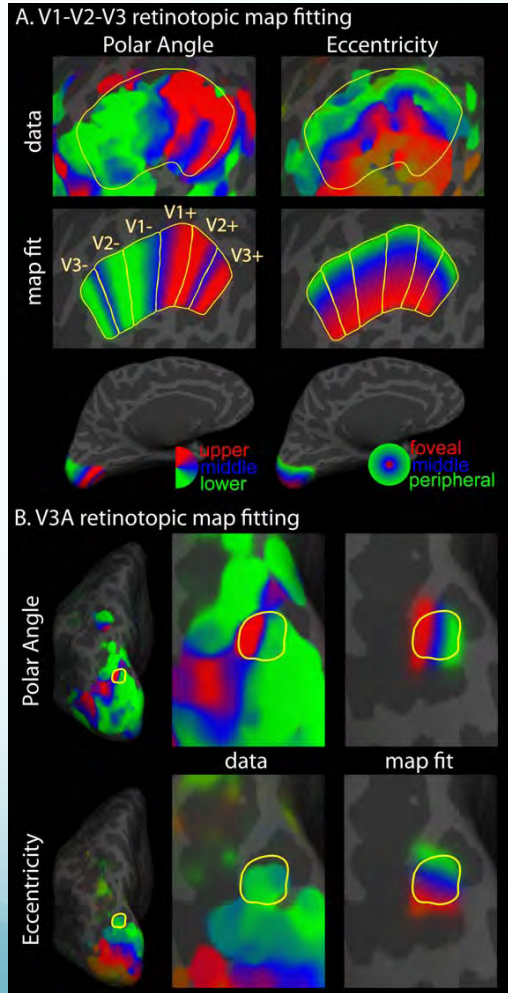 A. V1-V2-V3 retinotopic map fitting
Polar Angle Eccentricity
data
map fit
V3- V2- V1- V1+ V2+ V3+
upper
middle
lower
foveal
middle
peripheral
B. V3A retinotopic map fitting
Polar Angle
data map fit
Eccentricity